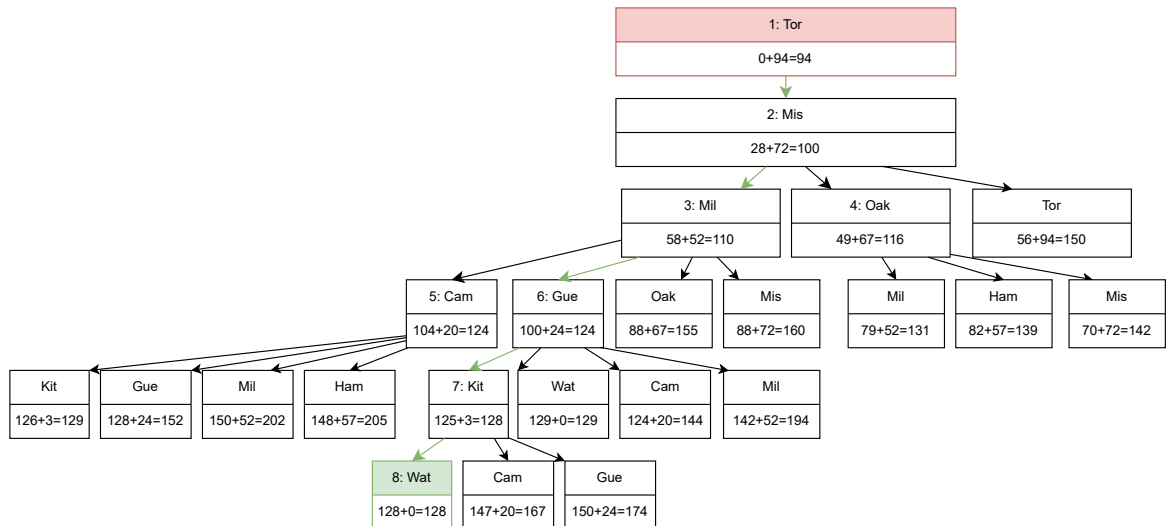 1: Tor
0+94=94
2: Mis
28+72=100
3: Mil
58+52=110
4: Oak
49+67=116
Tor
56+94=150
5: Cam
104+20=124
6: Gue
100+24=124
Oak
88+67=155
Mis
88+72=160
Mil
79+52=131
Ham
82+57=139
Mis
70+72=142
Kit
126+3=129
Gue
128+24=152
Mil
150+52=202
Ham
148+57=205
7: Kit
125+3=128
Wat
129+0=129
Cam
124+20=144
Mil
142+52=194
8: Wat
128+0=128
Cam
147+20=167
Gue
150+24=174